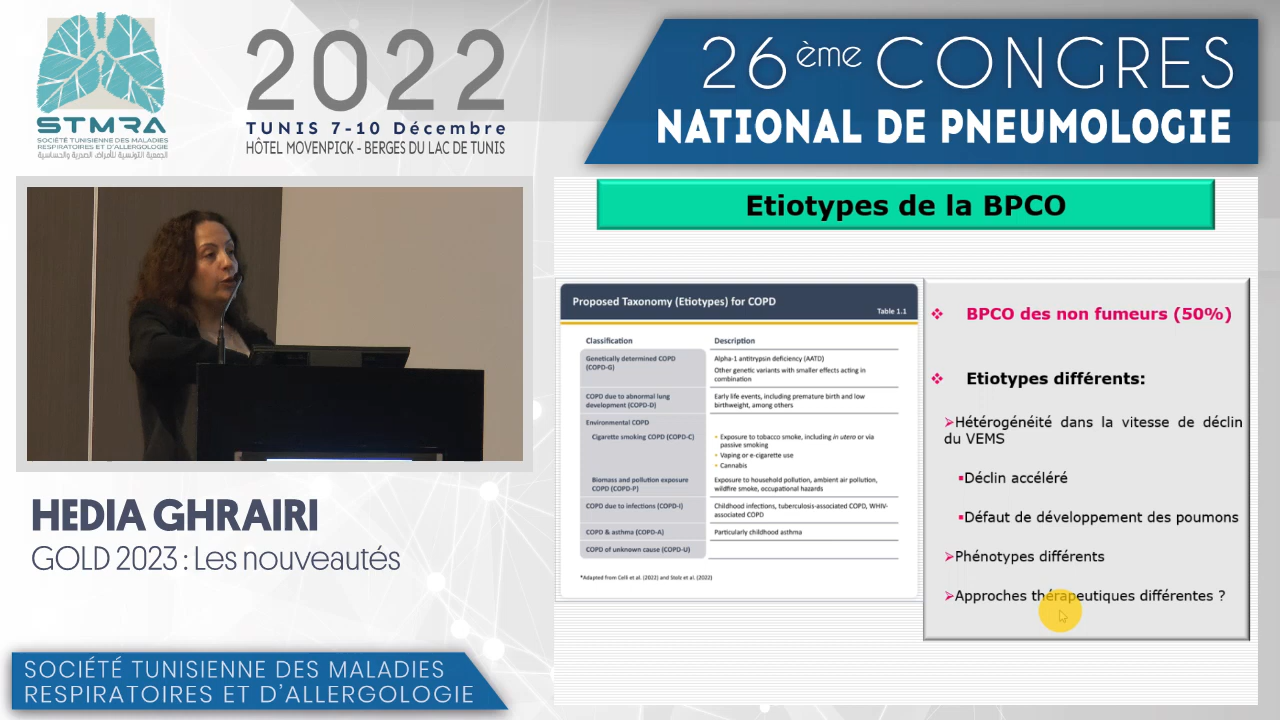 STMRA
SOCIÉTÉ TUNISIENNE DES MALADIES
RESPIRATOIRES ET D'ALLERGOLOGIE
الجمعية التونسية للأمراض الصدرية والحساسية
2022
TUNIS 7-10 Décembre
HÔTEL MOVENPICK - BERGES DU LAC DE TUNIS
26ème CONGRES
NATIONAL DE PNEUMOLOGIE
Etiotypes de la BPCO
Proposed Taxonomy (Etiotypes) for COPD
Table 1.1
Classification Description
Genetically determined COPD
(COPD-G)
Alpha-1 antitrypsin deficiency (AATD)
Other genetic variants with smaller effects acting in
combination
COPD due to abnormal lung
development (COPD-D)
Early life events, including premature birth and low
birthweight, among others
Environmental COPD
Cigarette smoking COPD (COPD-C)
• Exposure to tobacco smoke, including in utero or via
passive smoking
• Vaping or e-cigarette use
• Cannabis
Biomass and pollution exposure
COPD (COPD-P)
Exposure to household pollution, ambient air pollution,
wildfire smoke, occupational hazards
COPD due to infections (COPD-I)
Childhood infections, tuberculosis-associated COPD, WHIV-
associated COPD
COPD & asthma (COPD-A)
Particularly childhood asthma
COPD of unknown cause (COPD-U)
*Adapted from Celli et al. (2022) and Stolz et al. (2022)
❖ BPCO des non fumeurs (50%)
❖ Etiotypes différents:
➢Hétérogénéité dans la vitesse de déclin
du VEMS
▪Déclin accéléré
▪Défaut de développement des poumons
➢Phénotypes différents
➢Approches thérapeutiques différentes ?
HEDIA GHRAIRI
GOLD 2023 : Les nouveautés
SOCIÉTÉ TUNISIENNE DES MALADIES
RESPIRATOIRES ET D'ALLERGOLOGIE